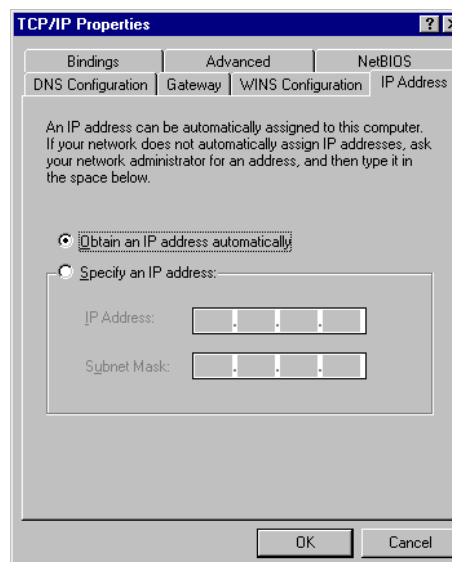 TCP/IP Properties
Bindings Advanced NetBIOS
DNS Configuration Gateway WINS Configuration IP Address
An IP address can be automatically assigned to this computer.
If your network does not automatically assign IP addresses, ask
your network administrator for an address, and then type it in
the space below.
Obtain an IP address automatically
Specify an IP address:
IP Address:
. . .
Subnet Mask:
. . .
OK Cancel